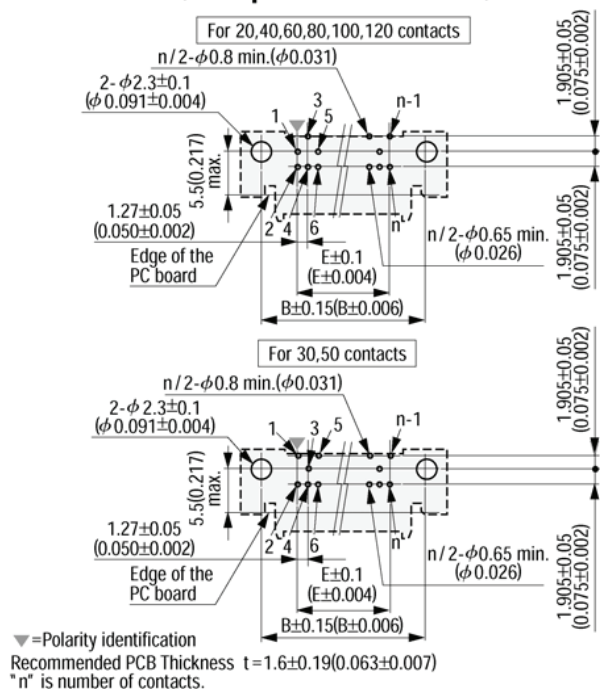 For 20,40,60,80,100,120 contacts
n/2-ϕ0.8 min.(ϕ0.031)
2-ϕ2.3±0.1
(ϕ0.091±0.004)
1
3
5
n-1
1.905±0.05
(0.075±0.002)
5.5(0.217)
max.
1.27±0.05
(0.050±0.002)
2
4
6
n
Edge of the
PC board
E±0.1
(E±0.004)
n/2-ϕ0.65 min.
(ϕ0.026)
1.905±0.05
(0.075±0.002)
B±0.15(B±0.006)
For 30,50 contacts
n/2-ϕ0.8 min.(ϕ0.031)
2-ϕ2.3±0.1
(ϕ0.091±0.004)
1
3
5
n-1
1.905±0.05
(0.075±0.002)
5.5(0.217)
max.
1.27±0.05
(0.050±0.002)
2
4
6
n
Edge of the
PC board
E±0.1
(E±0.004)
n/2-ϕ0.65 min.
(ϕ0.026)
1.905±0.05
(0.075±0.002)
B±0.15(B±0.006)
▼=Polarity identification
Recommended PCB Thickness t=1.6±0.19(0.063±0.007)
"n" is number of contacts.